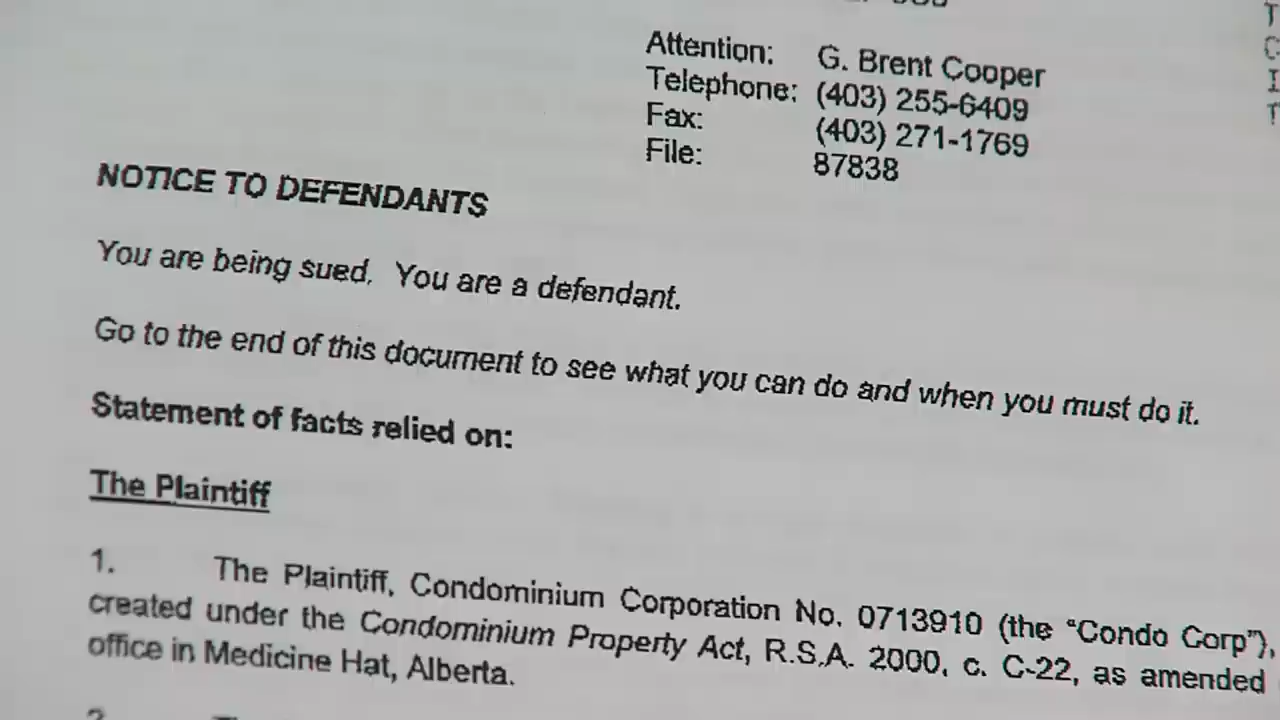 Attention: G. Brent Cooper
Telephone: (403) 255-6409
Fax: (403) 271-1769
File: 87838
NOTICE TO DEFENDANTS
You are being sued. You are a defendant.
Go to the end of this document to see what you can do and when you must do it.
Statement of facts relied on:
The Plaintiff
1. The Plaintiff, Condominium Corporation No. 0713910 (the "Condo Corp"),
created under the Condominium Property Act, R.S.A. 2000, c. C-22, as amended
office in Medicine Hat, Alberta.